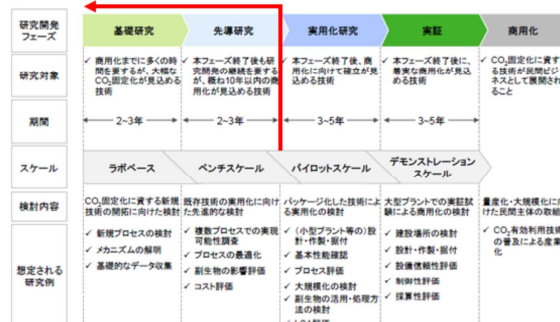 研究開発
フェーズ
基礎研究
先導研究
実用化研究
実証
商用化
研究対象
✓ 商用化までに多くの時
間を要するが、大幅な
CO2固定化が見込める
技術
✓ 本フェーズ終了後も研
究開発の継続を要する
が、概ね10年以内の商
用化が見込める技術
✓ 本フェーズ終了後、商
用化に向けて確立が見
込める技術
✓ 本フェーズ終了後に、
着実な商用化が見込
める技術
✓ CO2固定化に資す
る技術が民間ビジ
ネスとして展開され
ること
期間
2~3年
2~3年
3~5年
3~5年
スケール
ラボベース
ベンチスケール
パイロットスケール
デモンストレーション
スケール
検討内容
CO2固定化に資する新規
技術の開拓に向けた検討
既存技術の実用化に向け
た先進的な検討
パッケージ化した技術によ
る実用化の検討
大型プラントでの実証試
験による商用化の検討
量産化・大規模化に向
けた民間主体の取組
想定される
研究例
✓ 新規プロセスの検討
✓ メカニズムの解明
✓ 基礎的なデータ収集
✓ 複数プロセスでの実現
可能性調査
✓ プロセスの最適化
✓ 副生物の影響評価
✓ コスト評価
✓ (小型プラント等の)設
計・作製・据付
✓ 基本性能確認
✓ プロセス評価
✓ 大規模化の検討
✓ 副生物の活用・処理方
法の検討
✓ 建設場所の検討
✓ 設計・作製・据付
✓ 設備信頼性評価
✓ 制御性評価
✓ 採算性評価
✓ CO2有効利用技術
の普及による産業
化